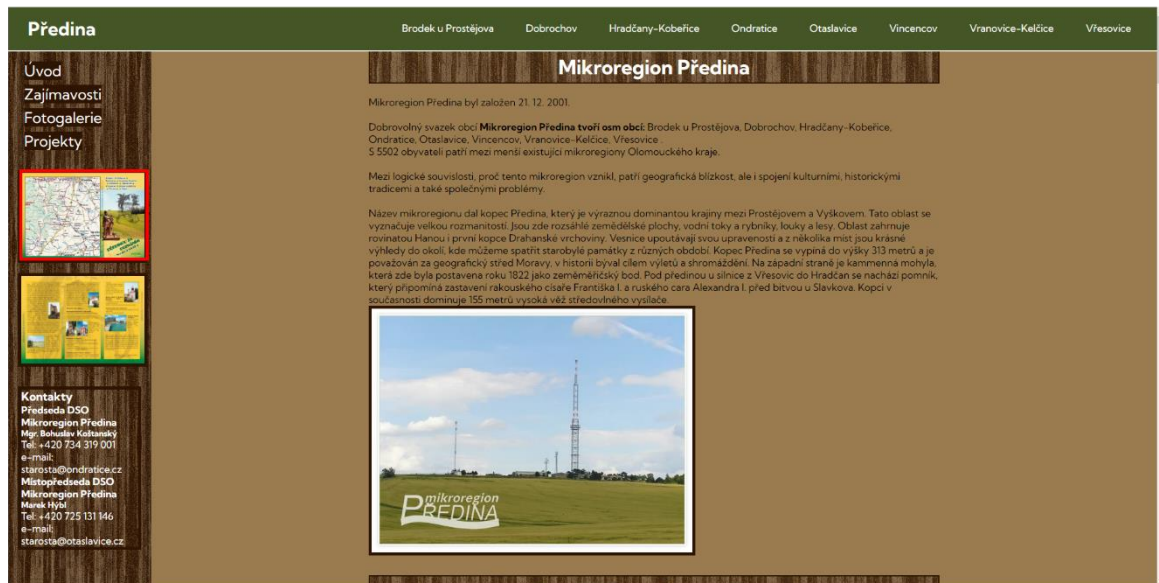 Předina
Brodek u Prostějova Dobrochov Hradčany-Kobeřice Ondratice Otaslavice Vincencov Vranovice-Kelčice Vřesovice
Úvod
Zajímavosti
Fotogalerie
Projekty
Kontakty
Předseda DSO
Mikroregion Předina
Mgr. Bohuslav Koštanský
Tel: +420 734 319 001
e-mail:
starosta@ondratice.cz
Místopředseda DSO
Mikroregion Předina
Marek Hýbl
Tel: +420 725 131 146
e-mail:
starosta@otaslavice.cz
Mikroregion Předina
Mikroregion Předina byl založen 21. 12. 2001.
Dobrovolný svazek obcí Mikroregion Předina tvoří osm obcí: Brodek u Prostějova, Dobrochov, Hradčany-Kobeřice,
Ondratice, Otaslavice, Vincencov, Vranovice-Kelčice, Vřesovice .
S 5502 obyvateli patří mezi menší existující mikroregiony Olomouckého kraje.
Mezi logické souvislosti, proč tento mikroregion vznikl, patří geografická blízkost, ale i spojení kulturními, historickými
tradicemi a také společnými problémy.
Název mikroregionu dal kopec Předina, který je výraznou dominantou krajiny mezi Prostějovem a Vyškovem. Tato oblast se
vyznačuje velkou rozmanitostí. Jsou zde rozsáhlé zemědělské plochy, vodní toky a rybníky, louky a lesy. Oblast zahrnuje
rovinatou Hanou i první kopce Drahanské vrchoviny. Vesnice upoutávají svou upraveností a z několika míst jsou krásné
výhledy do okolí, kde můžeme spatřit starobylé památky z různých období. Kopec Předina se vypíná do výšky 313 metrů a je
považován za geografický střed Moravy, v historii býval cílem výletů a shromáždění. Na západní straně je kammenná mohyla,
která zde byla postavena roku 1822 jako zeměměřičský bod. Pod předinou u silnice z Vřesovic do Hradčan se nachází pomník,
který připomíná zastavení rakouského císaře Františka I. a ruského cara Alexandra I. před bitvou u Slavkova. Kopci v
současnosti dominuje 155 metrů vysoká věž středovlného vysílače.
mikroregion
PŘEDINA